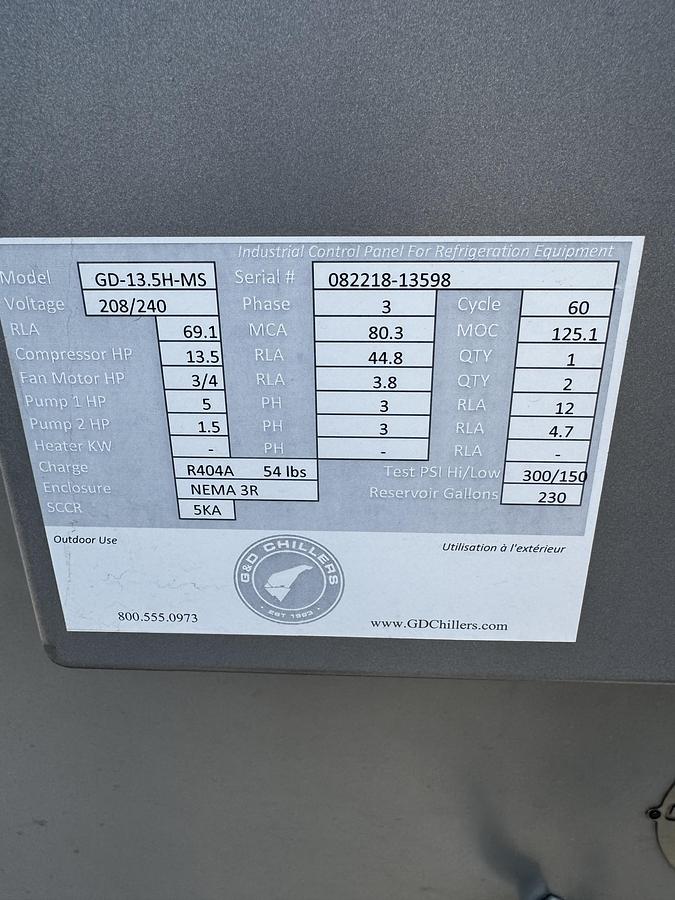 Industrial Control Panel For Refrigeration Equipment
Model GD-13.5H-MS Serial # 082218-13598
Voltage 208/240 Phase 3 Cycle 60
RLA 69.1 MCA 80.3 MOC 125.1
Compressor HP 13.5 RLA 44.8 QTY 1
Fan Motor HP 3/4 RLA 3.8 QTY 2
Pump 1 HP 5 PH 3 RLA 12
Pump 2 HP 1.5 PH 3 RLA 4.7
Heater KW - PH - RLA -
Charge R404A 54 lbs Test PSI Hi/Low 300/150
Enclosure NEMA 3R Reservoir Gallons 230
SCCR 5KA
Outdoor Use Utilisation à l'extérieur
G&D CHILLERS
EST 1993
800.555.0973 www.GDChillers.com